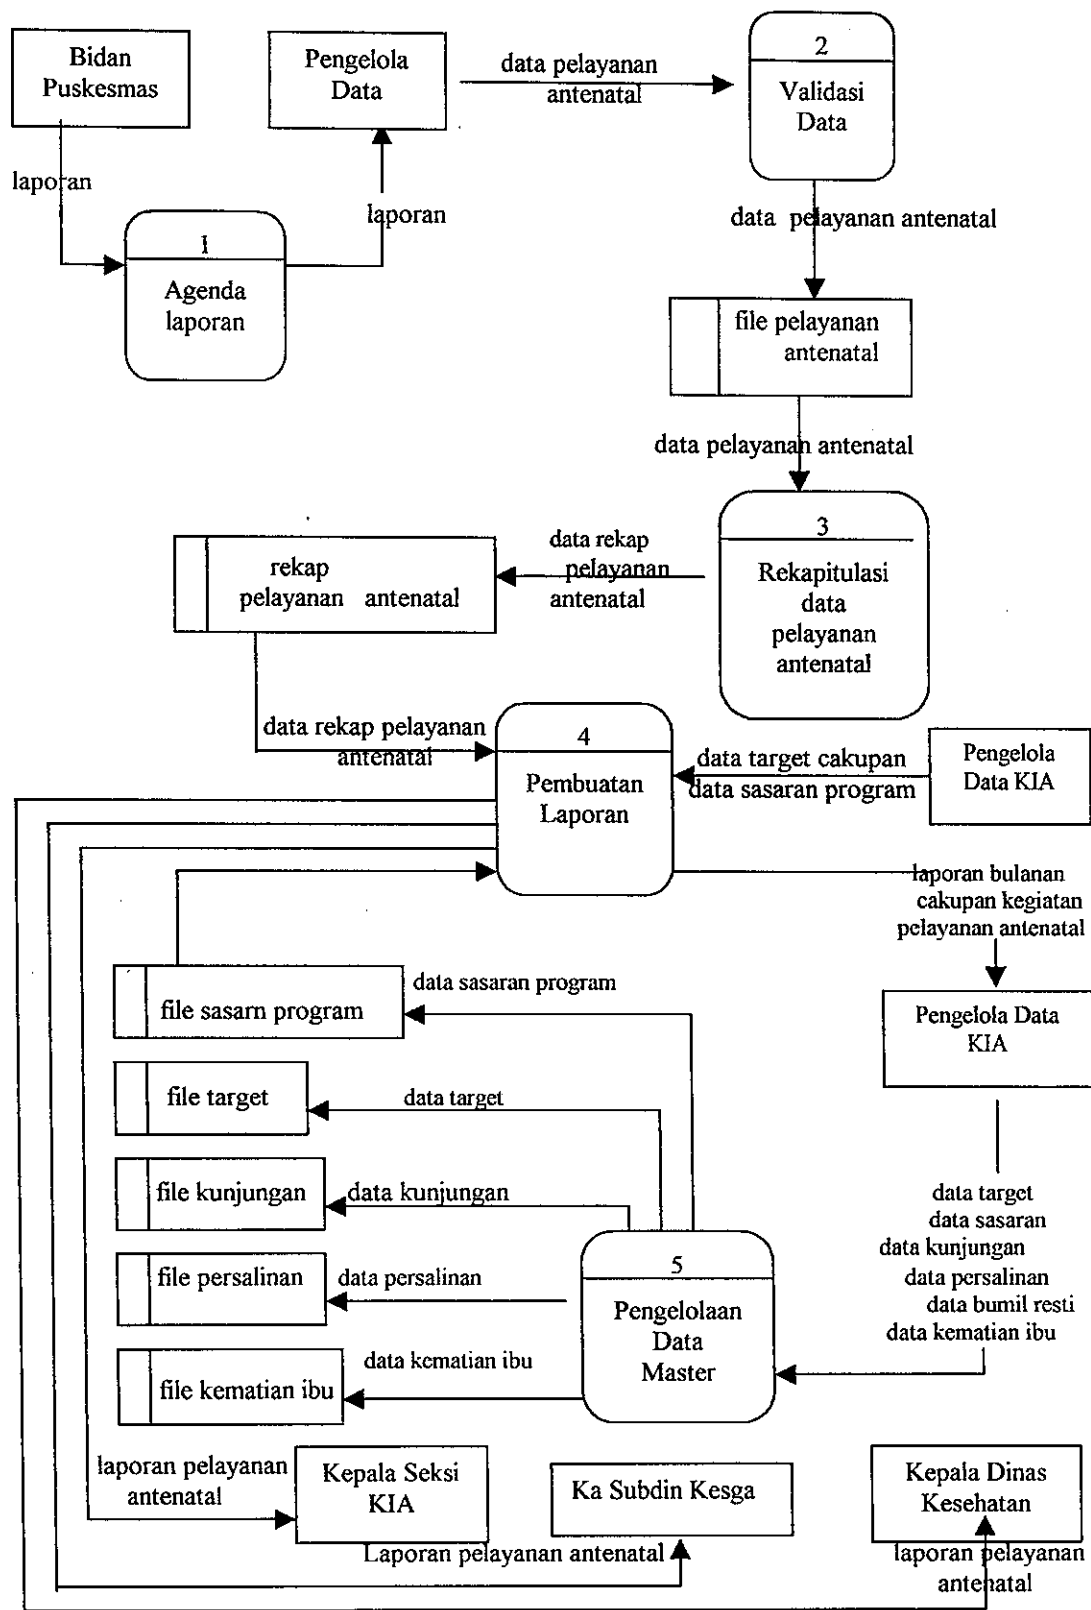 Bidan
Puskesmas
Pengelola
Data
data pelayanan
antenatal
2
Validasi
Data
laporan
laporan
data pelayanan antenatal
1
Agenda
laporan
file pelayanan
antenatal
data pelayanan antenatal
3
Rekapitulasi
data
pelayanan
antenatal
data rekap
pelayanan
antenatal
rekap
pelayanan antenatal
data rekap pelayanan
antenatal
4
Pembuatan
Laporan
data target cakupan
data sasaran program
Pengelola
Data KIA
laporan bulanan
cakupan kegiatan
pelayanan antenatal
data sasaran program
file sasarn program
Pengelola Data
KIA
file target
data target
file kunjungan
data kunjungan
data target
data sasaran
data kunjungan
data persalinan
data bumil resti
data kematian ibu
file persalinan
data persalinan
5
Pengelolaan
Data
Master
data kematian ibu
file kematian ibu
laporan pelayanan
antenatal
Kepala Seksi
KIA
Ka Subdin Kesga
Kepala Dinas
Kesehatan
Laporan pelayanan antenatal
laporan pelayanan
antenatal